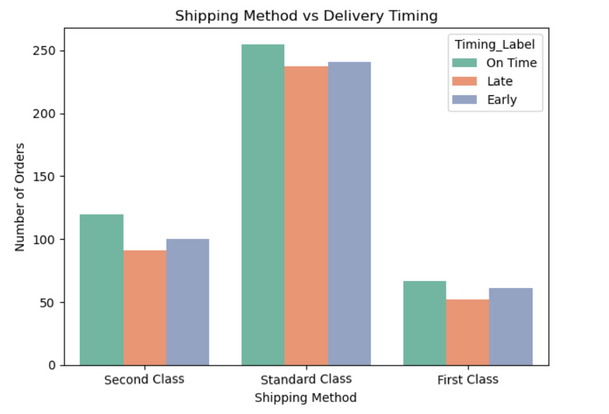 Shipping Method vs Delivery Timing
Timing_Label
On Time
Late
Early
Number of Orders
250
200
150
100
50
0
Second Class
Standard Class
First Class
Shipping Method